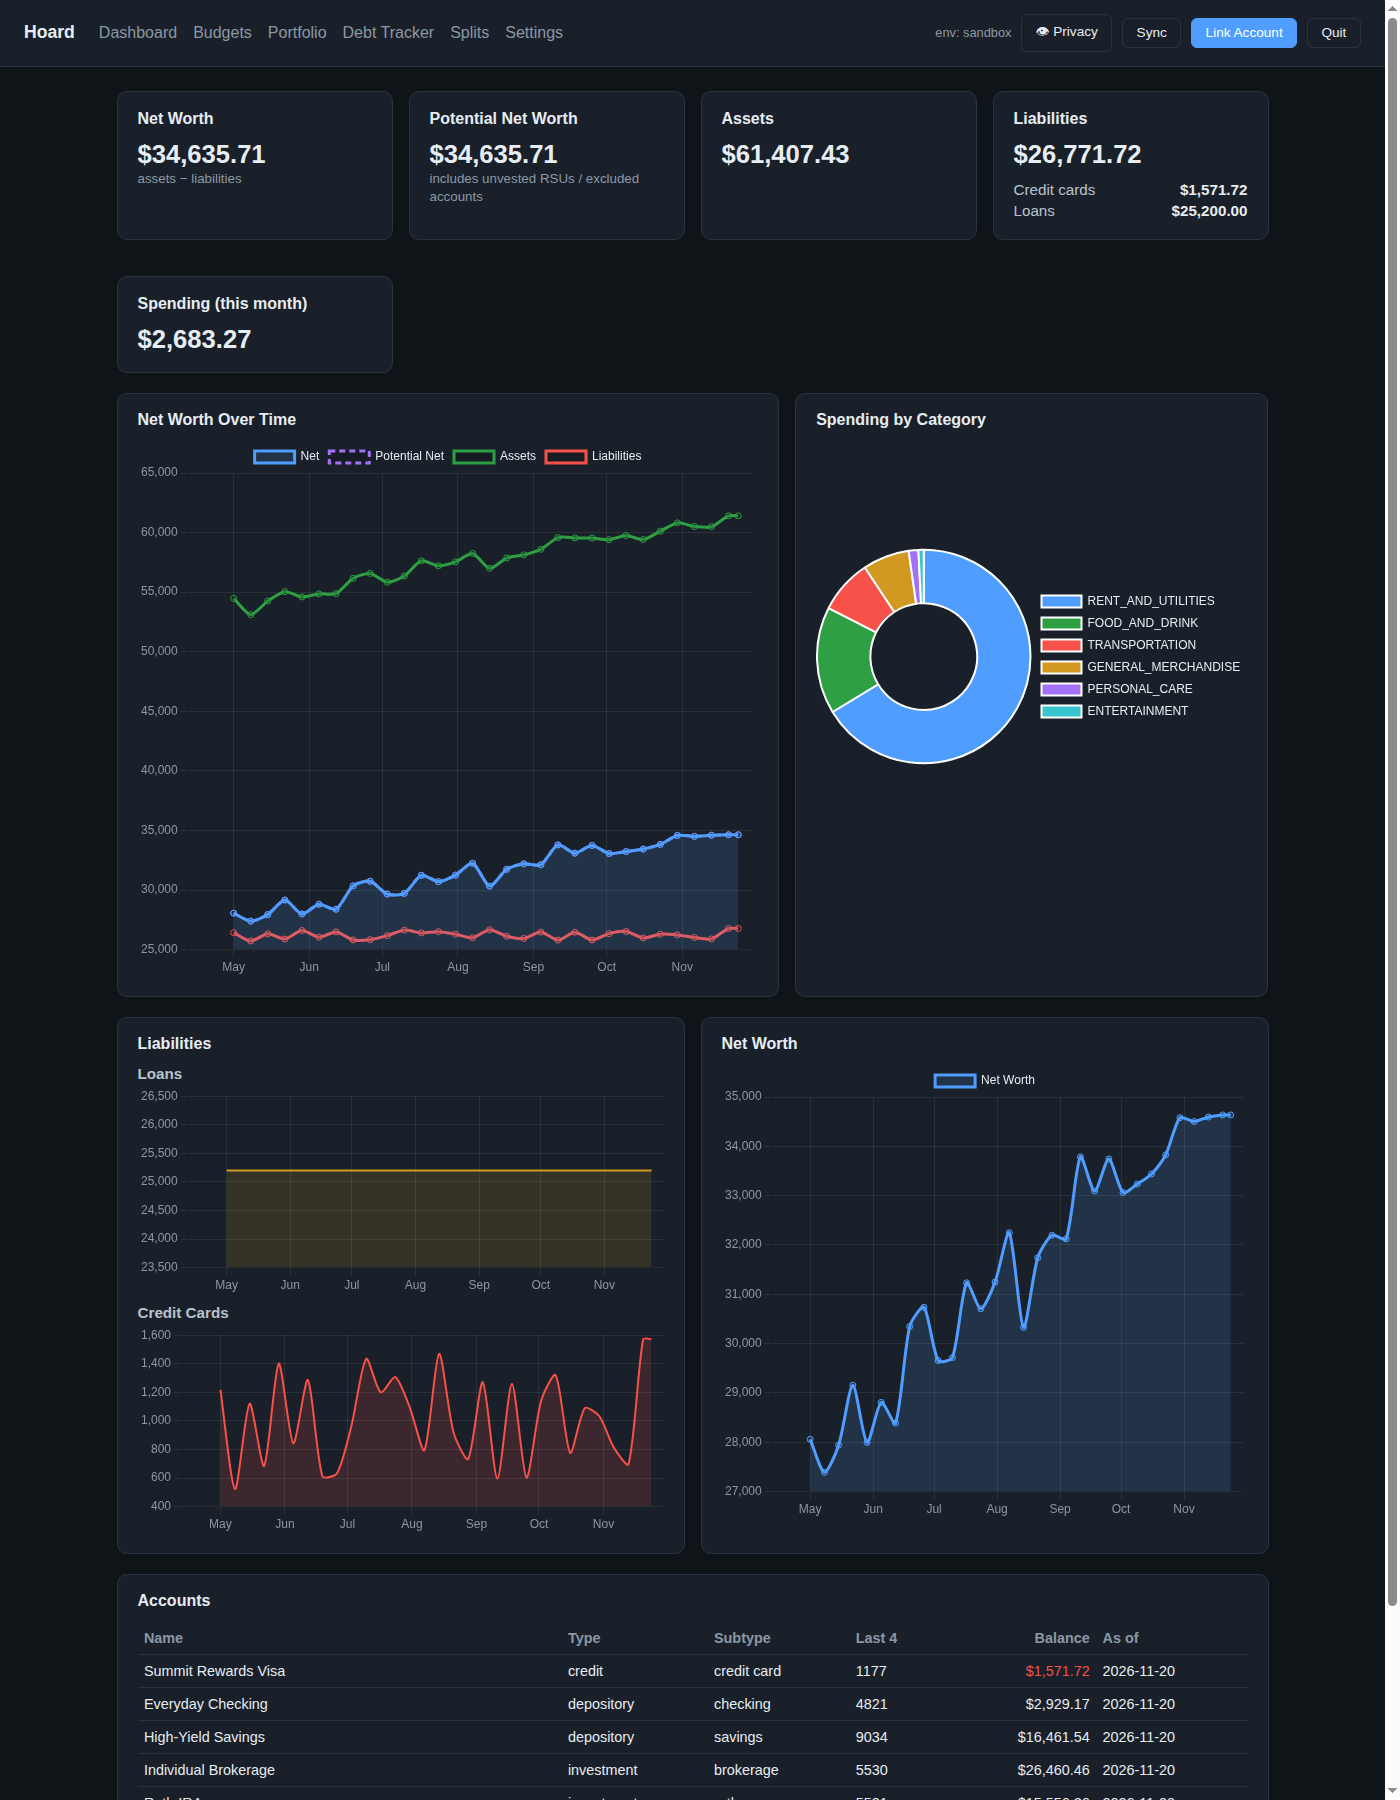 Hoard Dashboard Budgets Portfolio Debt Tracker Splits Settings env: sandbox Privacy Sync Link Account Quit
Net Worth
$34,635.71
assets − liabilities
Potential Net Worth
$34,635.71
includes unvested RSUs / excluded
accounts
Assets
$61,407.43
Liabilities
$26,771.72
Credit cards $1,571.72
Loans $25,200.00
Spending (this month)
$2,683.27
Net Worth Over Time
Net Potential Net Assets Liabilities
65,000
60,000
55,000
50,000
45,000
40,000
35,000
30,000
25,000
May Jun Jul Aug Sep Oct Nov
Spending by Category
RENT_AND_UTILITIES
FOOD_AND_DRINK
TRANSPORTATION
GENERAL_MERCHANDISE
PERSONAL_CARE
ENTERTAINMENT
Liabilities
Loans
26,500
26,000
25,500
25,000
24,500
24,000
23,500
May Jun Jul Aug Sep Oct Nov
Credit Cards
1,600
1,400
1,200
1,000
800
600
400
May Jun Jul Aug Sep Oct Nov
Net Worth
Net Worth
35,000
34,000
33,000
32,000
31,000
30,000
29,000
28,000
27,000
May Jun Jul Aug Sep Oct Nov
Accounts
Name Type Subtype Last 4 Balance As of
Summit Rewards Visa credit credit card 1177 $1,571.72 2026-11-20
Everyday Checking depository checking 4821 $2,929.17 2026-11-20
High-Yield Savings depository savings 9034 $16,461.54 2026-11-20
Individual Brokerage investment brokerage 5530 $26,460.46 2026-11-20